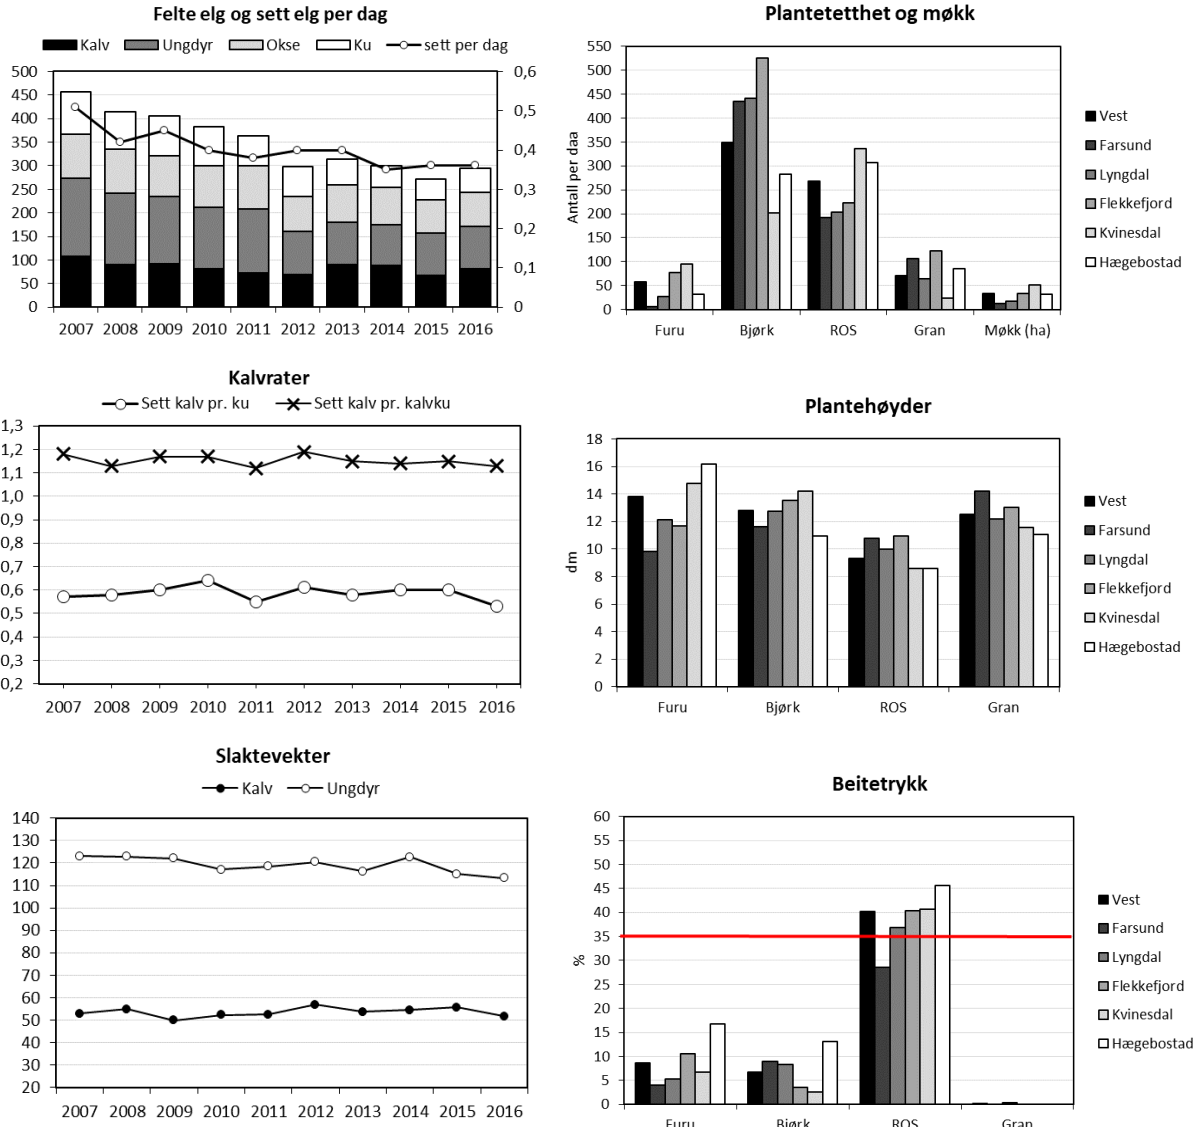 Felte elg og sett elg per dag
Kalv Ungdyr Okse Ku sett per dag
500 0,6
450
400 0,5
350
300 0,4
250 0,3
200
150 0,2
100 0,1
50
0 0
2007 2008 2009 2010 2011 2012 2013 2014 2015 2016
Plantetetthet og møkk
Antall per daa
550
500
450
400
350
300
250
200
150
100
50
0
Furu Bjørk ROS Gran Møkk (ha)
Vest
Farsund
Lyngdal
Flekkefjord
Kvinesdal
Hægebostad
Kalvrater
Sett kalv pr. ku Sett kalv pr. kalvku
1,3
1,2
1,1
1,0
0,9
0,8
0,7
0,6
0,5
0,4
0,3
0,2
2007 2008 2009 2010 2011 2012 2013 2014 2015 2016
Plantehøyder
dm
18
16
14
12
10
8
6
4
2
0
Furu Bjørk ROS Gran
Vest
Farsund
Lyngdal
Flekkefjord
Kvinesdal
Hægebostad
Slaktevekter
Kalv Ungdyr
140
130
120
110
100
90
80
70
60
50
40
30
20
2007 2008 2009 2010 2011 2012 2013 2014 2015 2016
Beitetrykk
%
60
55
50
45
40
35
30
25
20
15
10
5
0
Furu Bjørk ROS Gran
Vest
Farsund
Lyngdal
Flekkefjord
Kvinesdal
Hægebostad